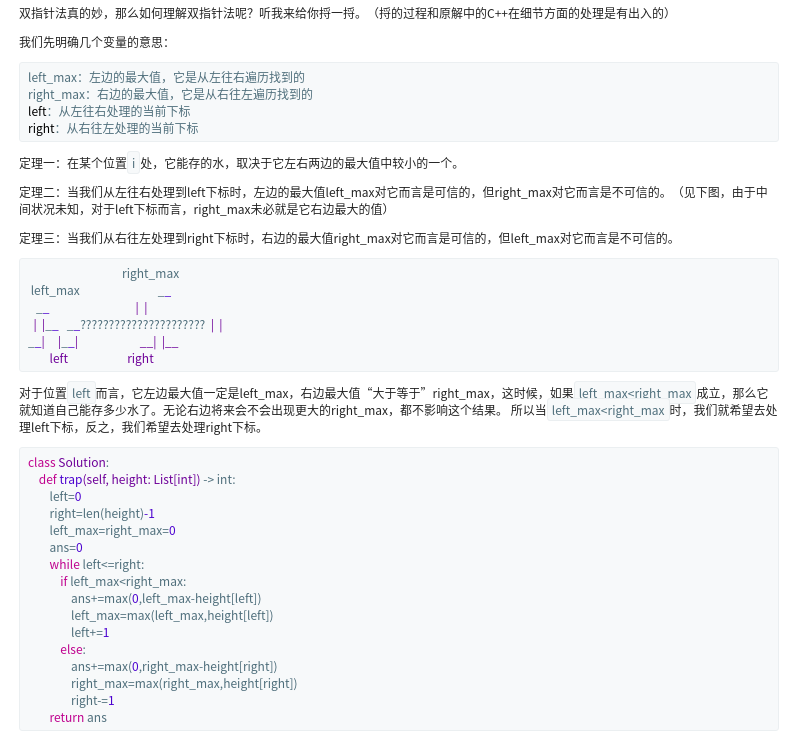 双指针法真的妙，那么如何理解双指针法呢？听我来给你捋一捋。（捋的过程和原解中的C++在细节方面的处理是有出入的）
我们先明确几个变量的意思：
left_max：左边的最大值，它是从左往右遍历找到的
right_max：右边的最大值，它是从右往左遍历找到的
left：从左往右处理的当前下标
right：从右往左处理的当前下标
定理一：在某个位置 i 处，它能存的水，取决于它左右两边的最大值中较小的一个。
定理二：当我们从左往右处理到left下标时，左边的最大值left_max对它而言是可信的，但right_max对它而言是不可信的。（见下图，由于中
间状况未知，对于left下标而言，right_max未必就是它右边最大的值）
定理三：当我们从右往左处理到right下标时，右边的最大值right_max对它而言是可信的，但left_max对它而言是不可信的。
right_max
left_max __
__ | |
| |__ __?????????????????????? | |
__| |__| __| |__
left right
对于位置 left 而言，它左边最大值一定是left_max，右边最大值“大于等于”right_max，这时候，如果 left_max<right_max 成立，那么它
就知道自己能存多少水了。无论右边将来会不会出现更大的right_max，都不影响这个结果。 所以当 left_max<right_max 时，我们就希望去处
理left下标，反之，我们希望去处理right下标。
class Solution:
def trap(self, height: List[int]) -> int:
left=0
right=len(height)-1
left_max=right_max=0
ans=0
while left<=right:
if left_max<right_max:
ans+=max(0,left_max-height[left])
left_max=max(left_max,height[left])
left+=1
else:
ans+=max(0,right_max-height[right])
right_max=max(right_max,height[right])
right-=1
return ans